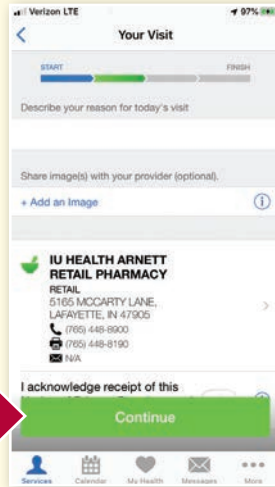 Verizon LTE 97%
Your Visit
START FINISH
Describe your reason for today's visit
Share image(s) with your provider (optional).
+ Add an Image
IU HEALTH ARNETT
RETAIL PHARMACY
RETAIL
5165 MCCARTY LANE,
LAFAYETTE, IN 47905
(765) 448-8900
(765) 448-8190
N/A
I acknowledge receipt of this
Continue
Services Calendar My Health Messages More